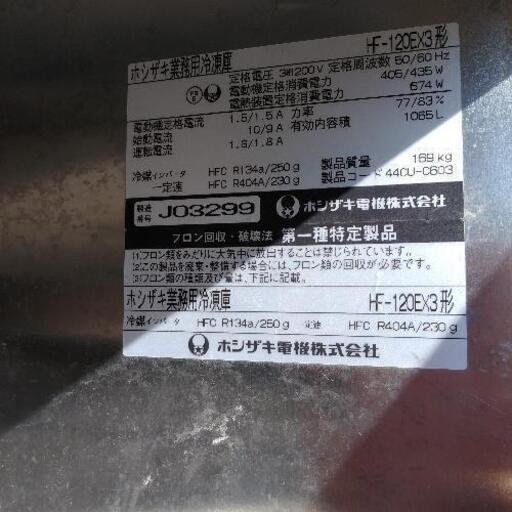 ホシザキ業務用冷凍庫 HF-120EX3形
定格電圧 3Φ200V 定格周波数 50/60Hz
電動機定格消費電力 405/435W
電熱装置定格消費電力 674W
電動機定格電流 1.5/1.5A 力率 77/83%
始動電流 10/9A 有効内容積 1065L
運転電流 1.8/1.8A
冷媒 インバータ HFC R134a/250g 製品質量 169kg
一定速 HFC R404A/230g 製品コード 440U-C603
製造番号 J03299 ホシザキ電機株式会社
フロン回収・破壊法 第一種特定製品
(1)フロン類をみだりに大気中に放出することは禁じられています。
(2)この製品を廃棄・整備する場合には、フロン類の回収が必要です。
(3)フロン類の種類及び量は、下記に記載。
ホシザキ業務用冷凍庫 HF-120EX3形
冷媒 インバータ HFC R134a/250g 一定速 HFC R404A/230g
ホシザキ電機株式会社